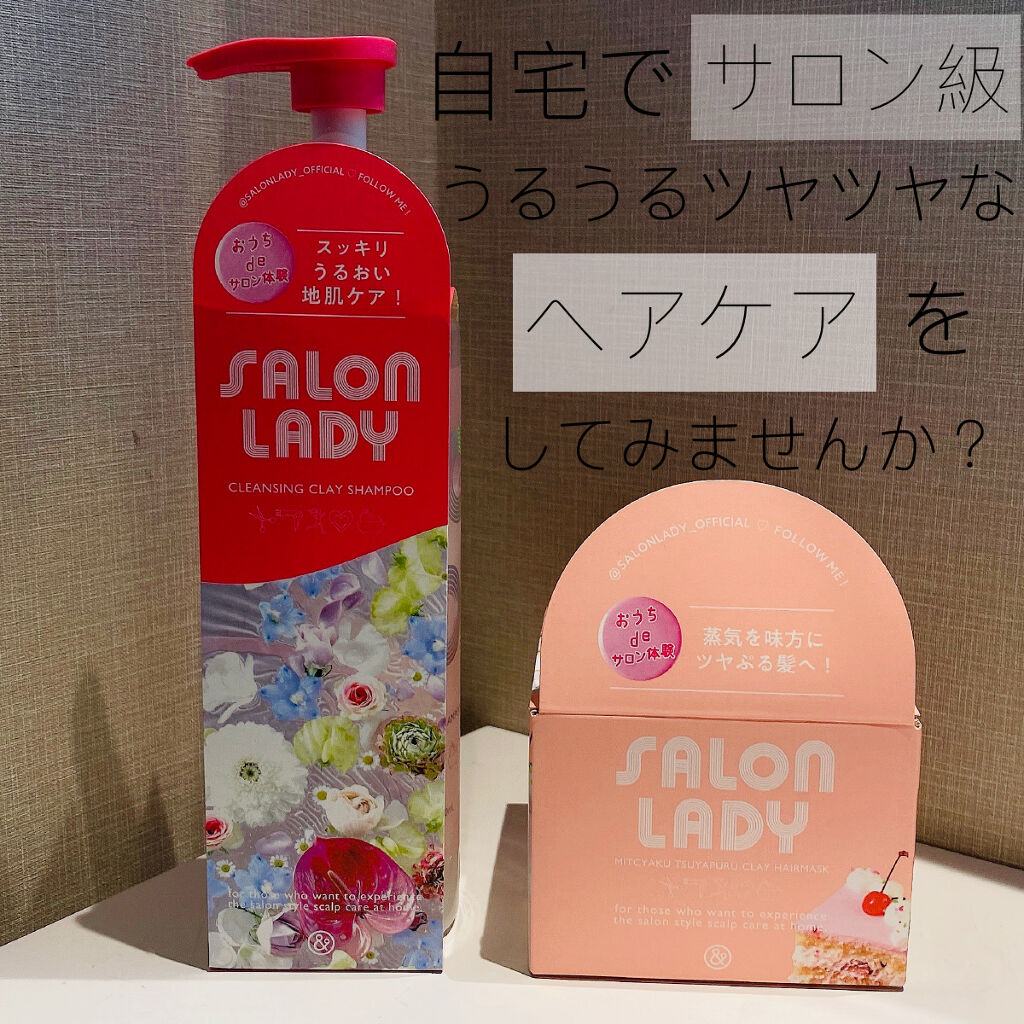 自宅で サロン級
うるうるツヤツヤな
ヘアケア を
してみませんか？
@SALONLADY_OFFICIAL ♡ FOLLOW ME !
おうち
de
サロン体験
スッキリ
うるおい
地肌ケア！
SALON
LADY
CLEANSING CLAY SHAMPOO
for those who want to experience
the salon style scalp care at home.
&
@SALONLADY_OFFICIAL ♡ FOLLOW ME !
おうち
de
サロン体験
蒸気を味方に
ツヤぷる髪へ！
SALON
LADY
MITCYAKU TSUYAPURU CLAY HAIRMASK
for those who want to experience
the salon style scalp care at home.
&